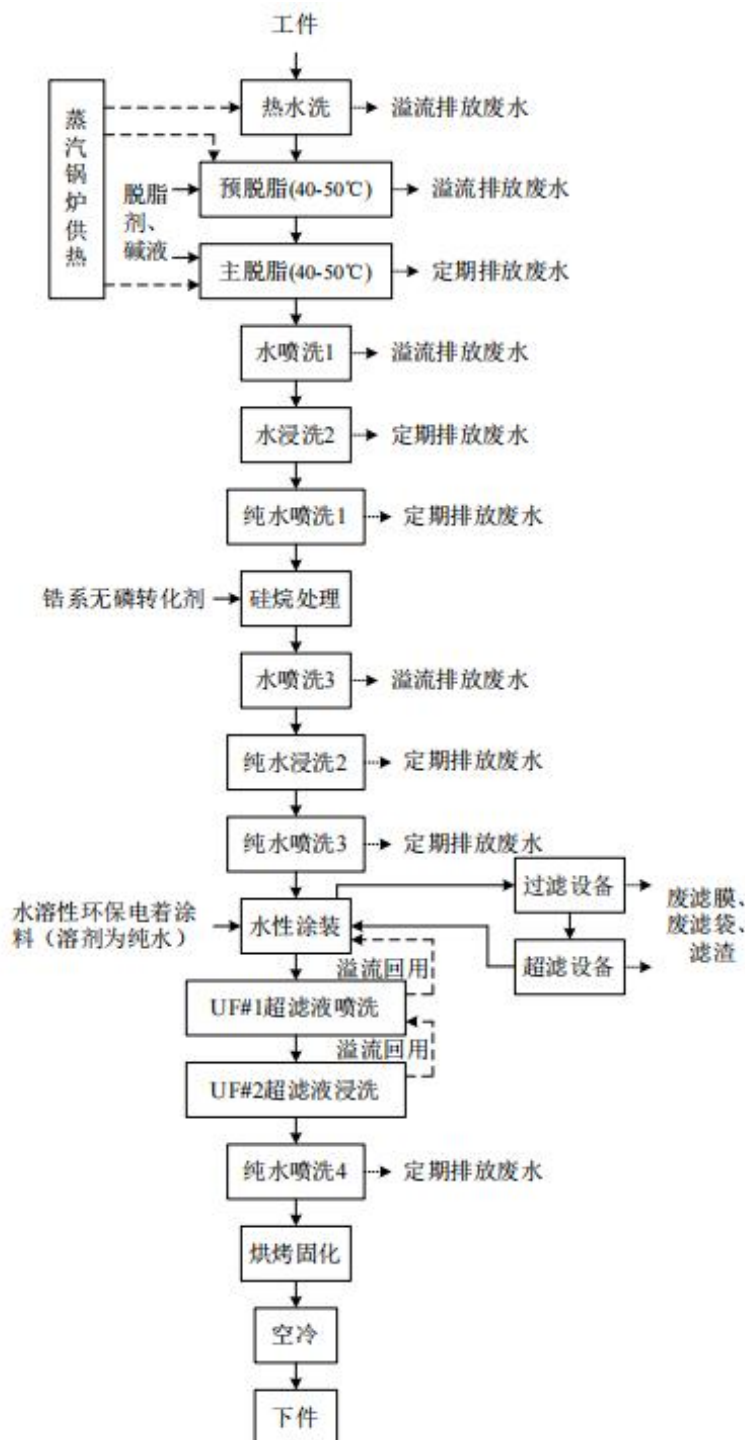 工件
蒸汽锅炉供热
热水洗
溢流排放废水
脱脂
剂、
碱液
预脱脂(40-50℃)
溢流排放废水
主脱脂(40-50℃)
定期排放废水
水喷洗1
溢流排放废水
水浸洗2
定期排放废水
纯水喷洗1
定期排放废水
锆系无磷转化剂
硅烷处理
水喷洗3
溢流排放废水
纯水浸洗2
定期排放废水
纯水喷洗3
定期排放废水
水溶性环保电着涂
料（溶剂为纯水）
水性涂装
过滤设备
超滤设备
废滤膜、
废滤袋、
滤渣
溢流回用
UF#1超滤液喷洗
溢流回用
UF#2超滤液浸洗
纯水喷洗4
定期排放废水
烘烤固化
空冷
下件